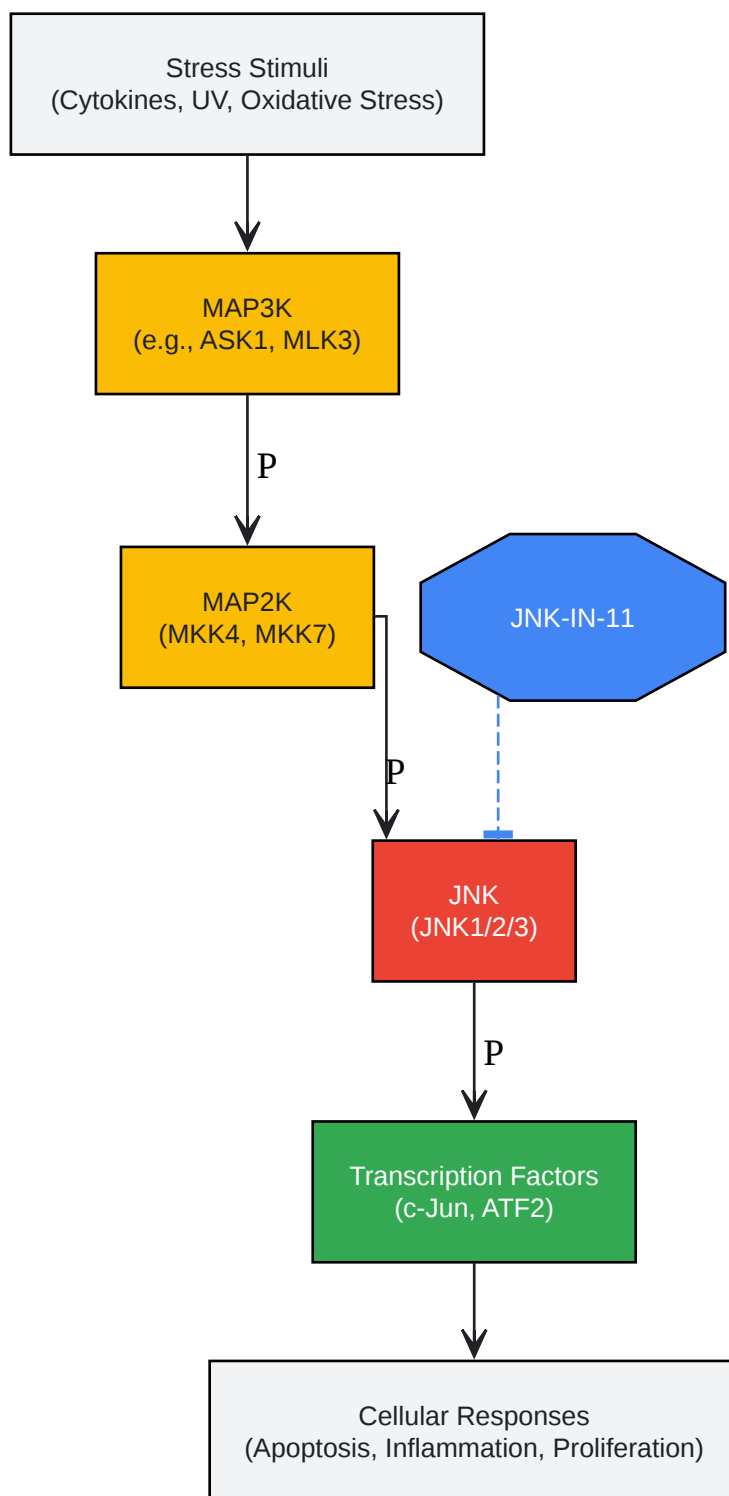 Stress Stimuli
(Cytokines, UV, Oxidative Stress)
MAP3K
(e.g., ASK1, MLK3)
P
MAP2K
(MKK4, MKK7)
JNK-IN-11
P
JNK
(JNK1/2/3)
P
Transcription Factors
(c-Jun, ATF2)
Cellular Responses
(Apoptosis, Inflammation, Proliferation)